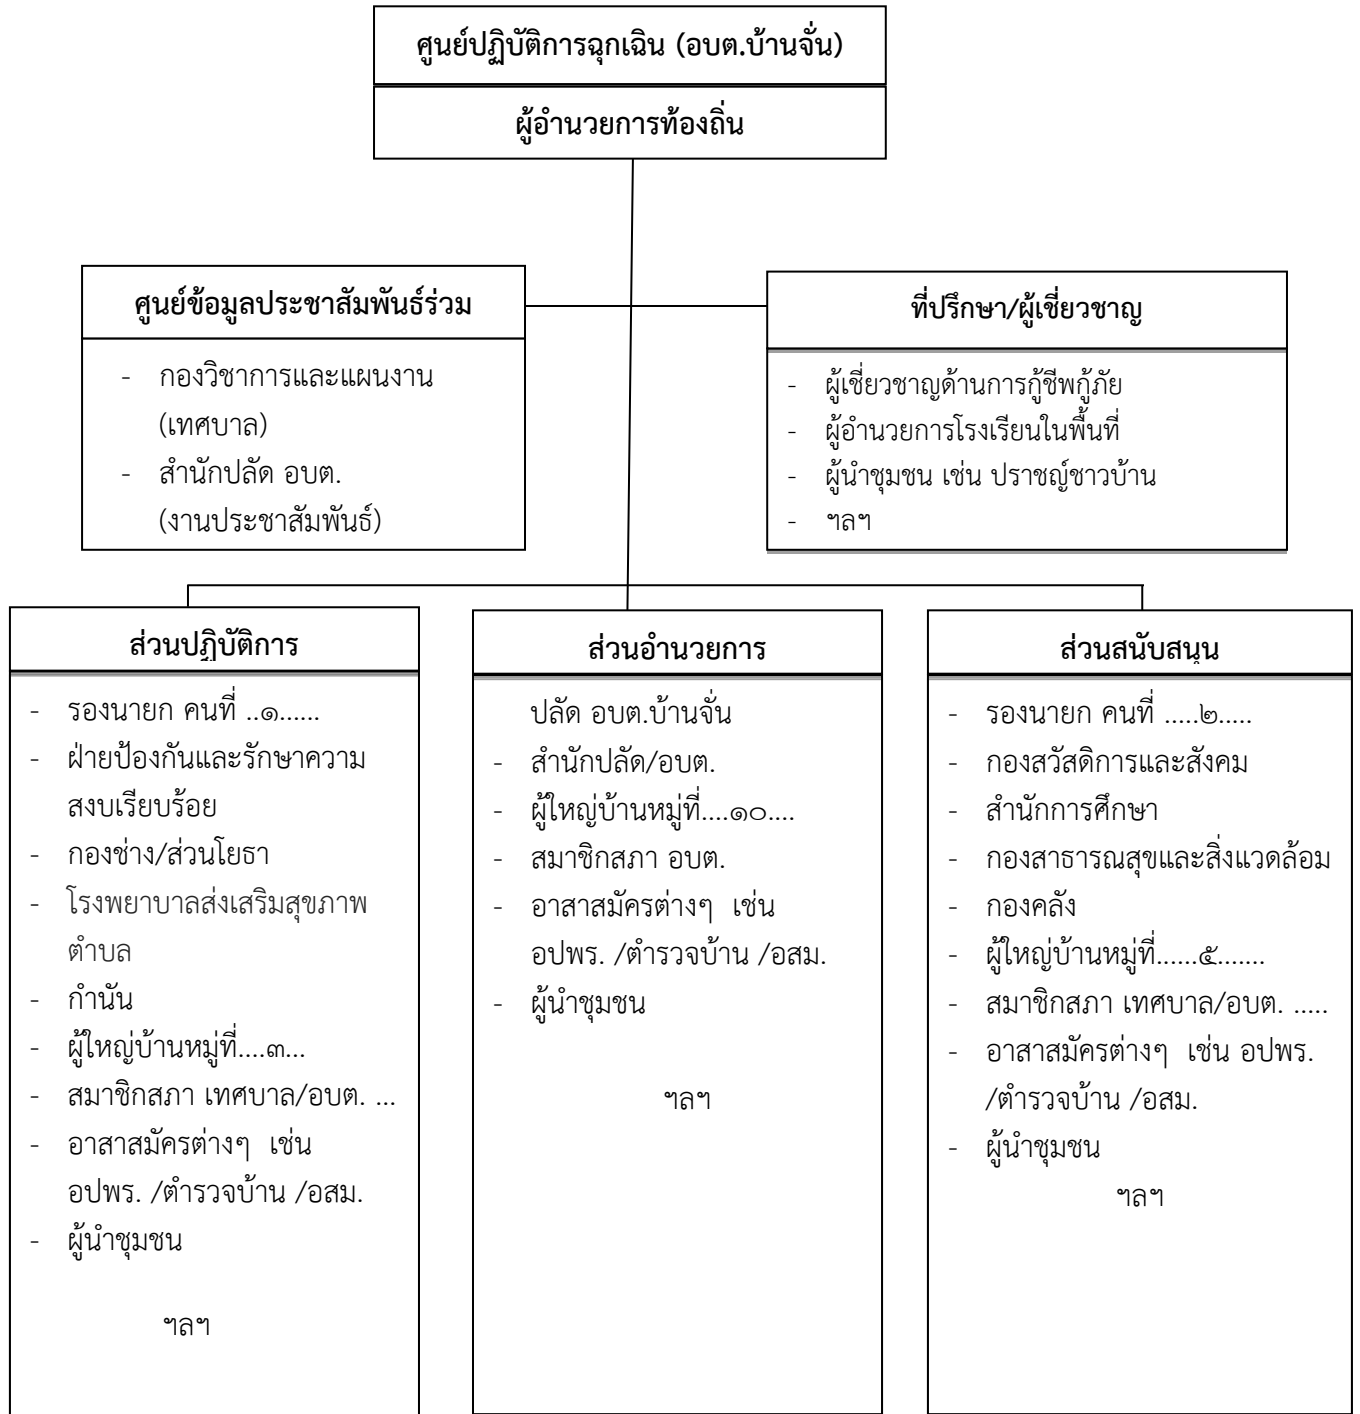 ศูนย์ปฏิบัติการฉุกเฉิน (อบต.บ้านจั่น)
ผู้อำนวยการท้องถิ่น
ศูนย์ข้อมูลประชาสัมพันธ์ร่วม
- กองวิชาการและแผนงาน
(เทศบาล)
- สำนักปลัด อบต.
(งานประชาสัมพันธ์)
ที่ปรึกษา/ผู้เชี่ยวชาญ
- ผู้เชี่ยวชาญด้านการกู้ชีพกู้ภัย
- ผู้อำนวยการโรงเรียนในพื้นที่
- ผู้นำชุมชน เช่น ปราชญ์ชาวบ้าน
- ฯลฯ
ส่วนปฏิบัติการ
- รองนายก คนที่ ..๑......
- ฝ่ายป้องกันและรักษาความ
สงบเรียบร้อย
- กองช่าง/ส่วนโยธา
- โรงพยาบาลส่งเสริมสุขภาพ
ตำบล
- กำนัน
- ผู้ใหญ่บ้านหมู่ที่....๓...
- สมาชิกสภา เทศบาล/อบต. ...
- อาสาสมัครต่างๆ เช่น
อปพร. /ตำรวจบ้าน /อสม.
- ผู้นำชุมชน
ฯลฯ
ส่วนอำนวยการ
ปลัด อบต.บ้านจั่น
- สำนักปลัด/อบต.
- ผู้ใหญ่บ้านหมู่ที่....๑๐....
- สมาชิกสภา อบต.
- อาสาสมัครต่างๆ เช่น
อปพร. /ตำรวจบ้าน /อสม.
- ผู้นำชุมชน
ฯลฯ
ส่วนสนับสนุน
- รองนายก คนที่ .....๒.....
- กองสวัสดิการและสังคม
- สำนักการศึกษา
- กองสาธารณสุขและสิ่งแวดล้อม
- กองคลัง
- ผู้ใหญ่บ้านหมู่ที่......๕.......
- สมาชิกสภา เทศบาล/อบต. .....
- อาสาสมัครต่างๆ เช่น อปพร.
/ตำรวจบ้าน /อสม.
- ผู้นำชุมชน
ฯลฯ